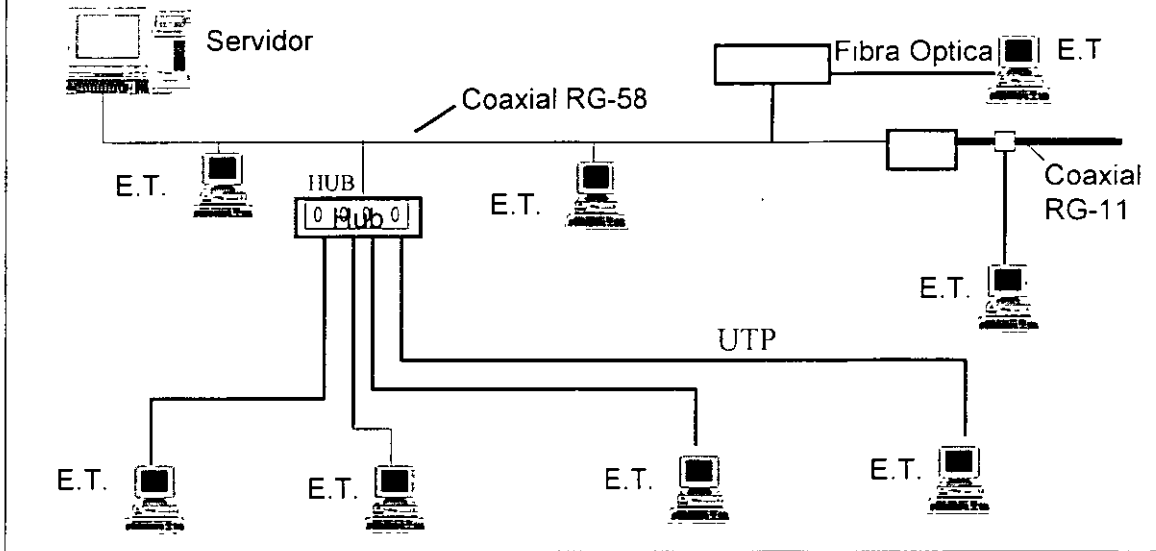 Servidor
Fibra Optica
E.T
Coaxial RG-58
E.T.
HUB
Hub
E.T.
Coaxial
RG-11
E.T.
UTP
E.T.
E.T.
E.T.
E.T.